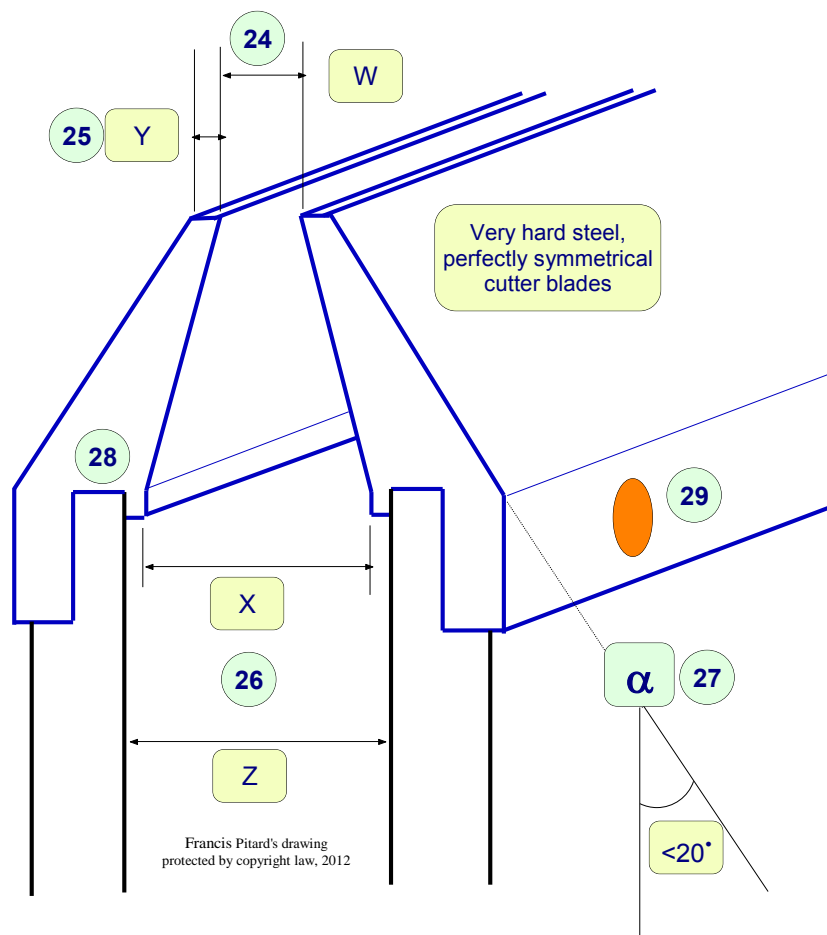 24
W
25
Y
Very hard steel,
perfectly symmetrical
cutter blades
28
29
X
26
α
27
Z
Francis Pitard's drawing
protected by copyright law, 2012
<20°